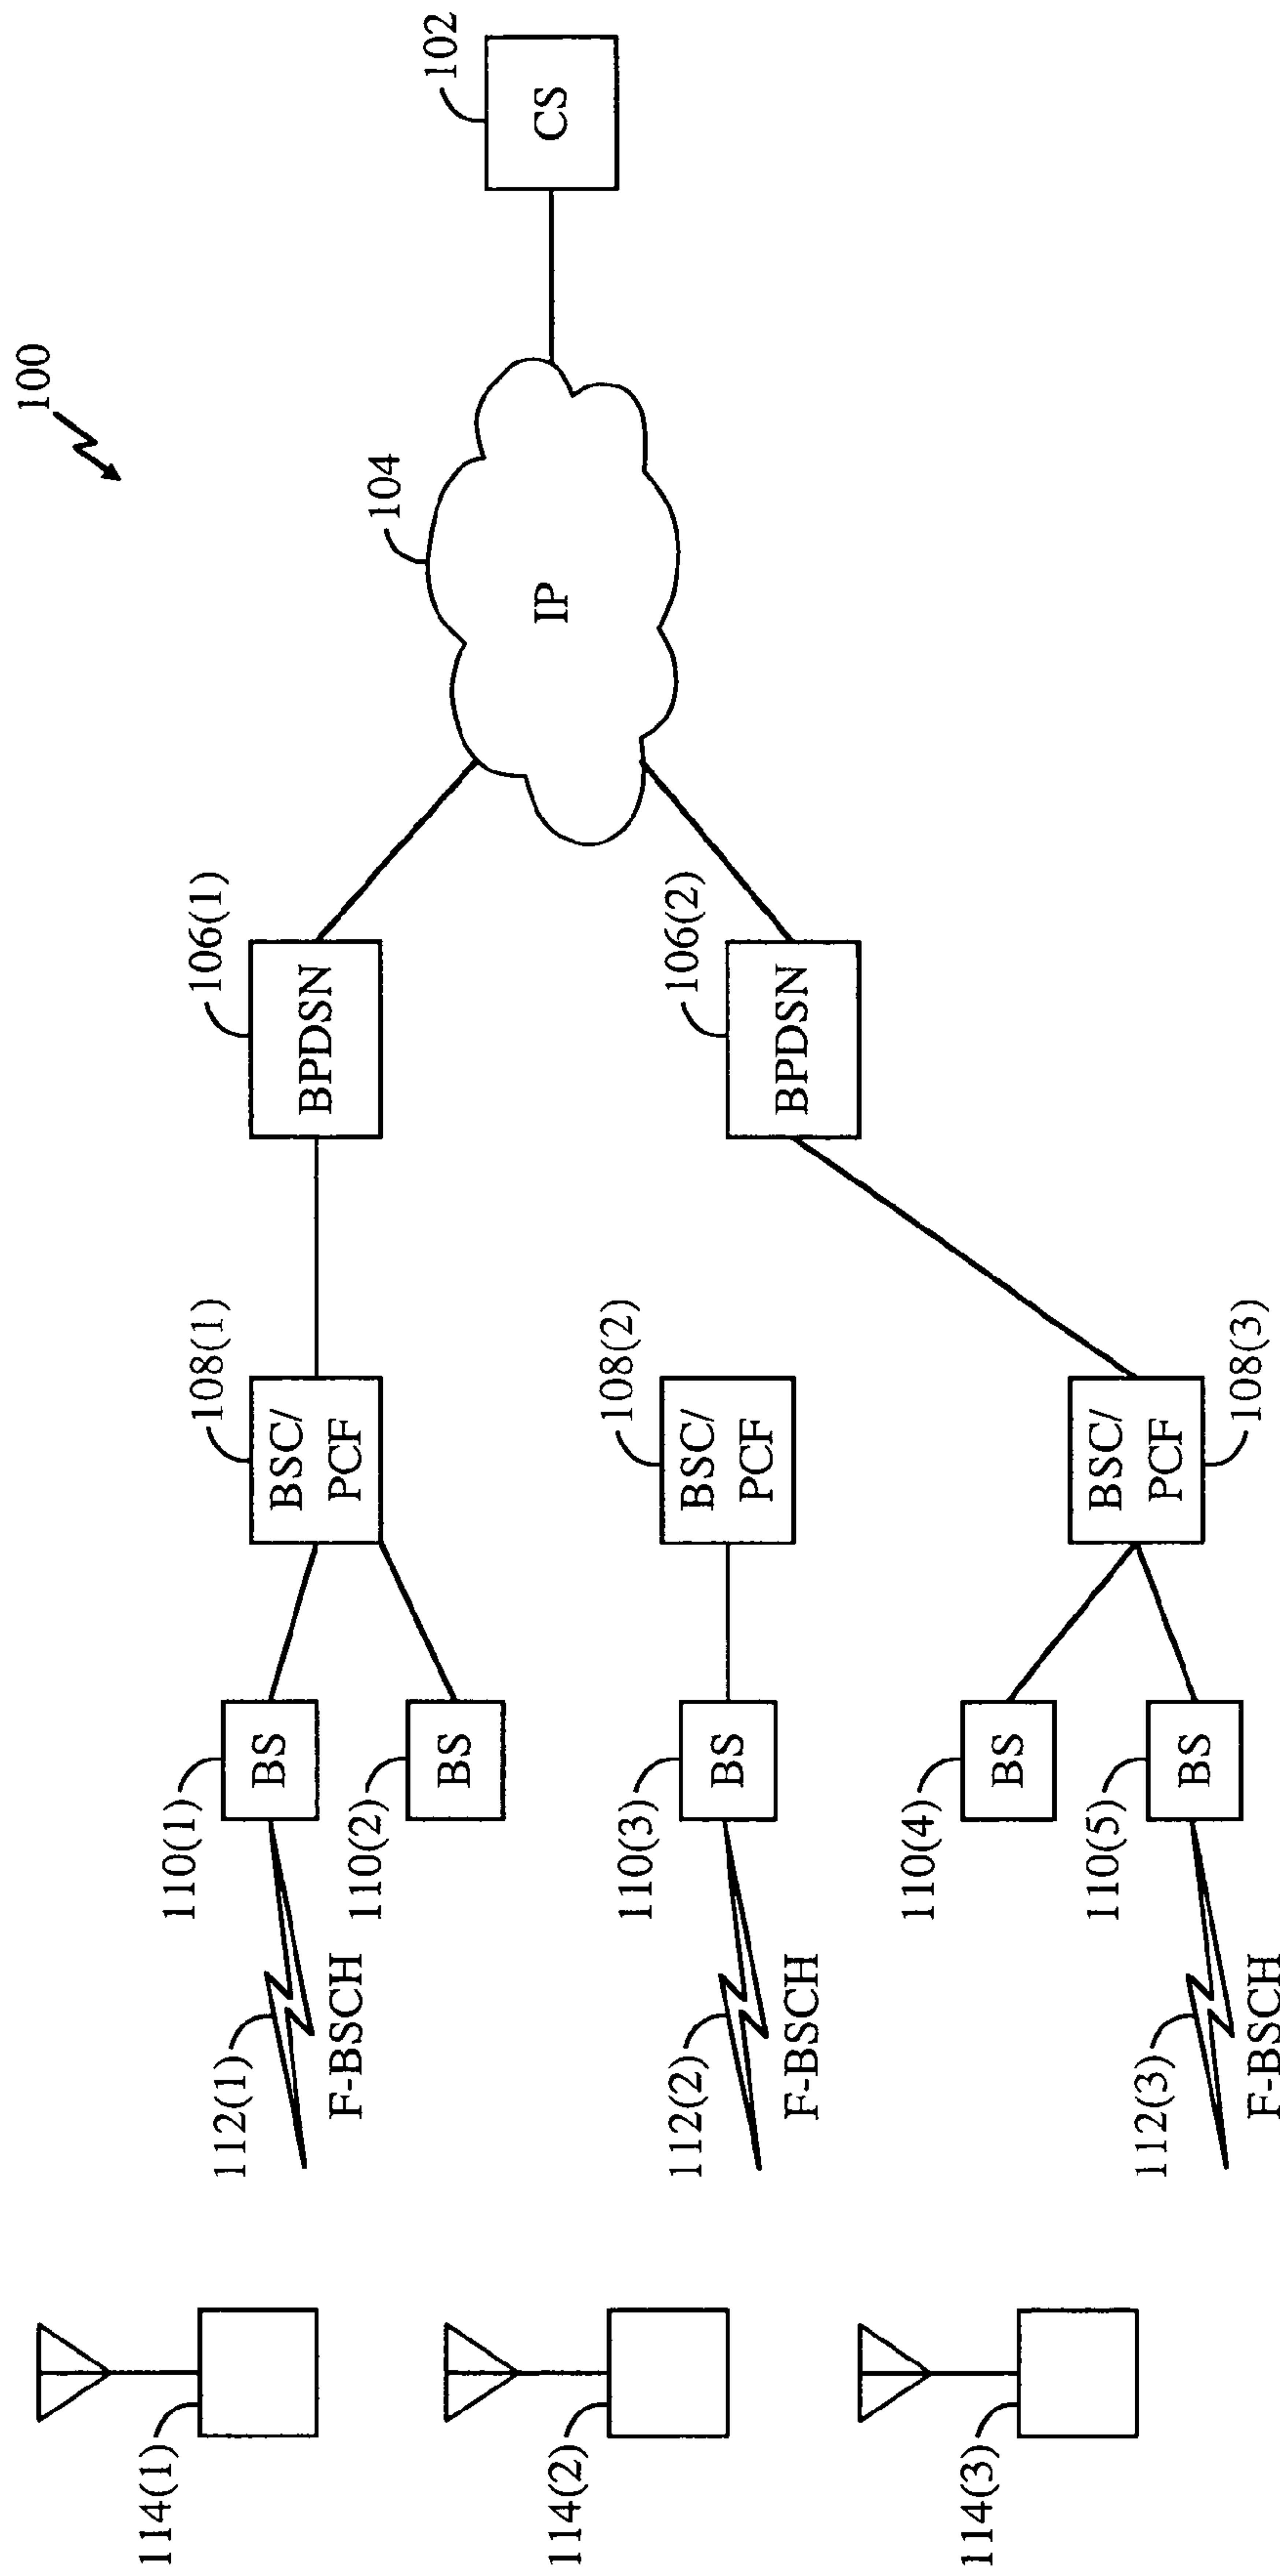 100
114(1)
112(1)
F-BSCH
110(1)
BS
110(2)
BS
108(1)
BSC/
PCF
106(1)
BPDSN
104
IP
102
CS
114(2)
112(2)
F-BSCH
110(3)
BS
108(2)
BSC/
PCF
106(2)
BPDSN
114(3)
112(3)
F-BSCH
110(4)
BS
110(5)
BS
BSC/
PCF
108(3)